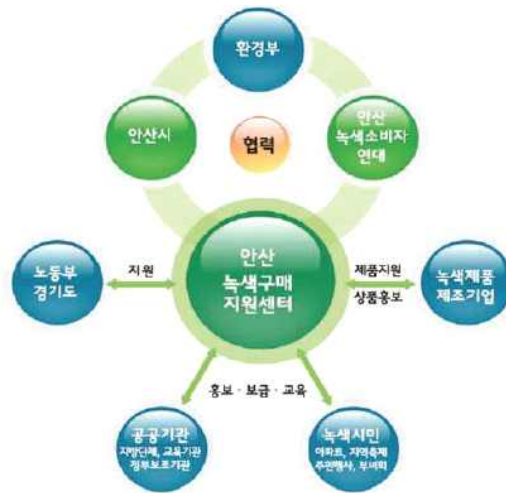 환경부
안산시
안산
녹색소비자
연대
협력
노동부
경기도
지원
안산
녹색구매
지원센터
제품지원
상품홍보
녹색제품
제조기업
홍보·보급·교육
공공기관
지방단체, 교육기관
정부보조기관
녹색시민
아파트, 지역축제
주민행사, 부녀회